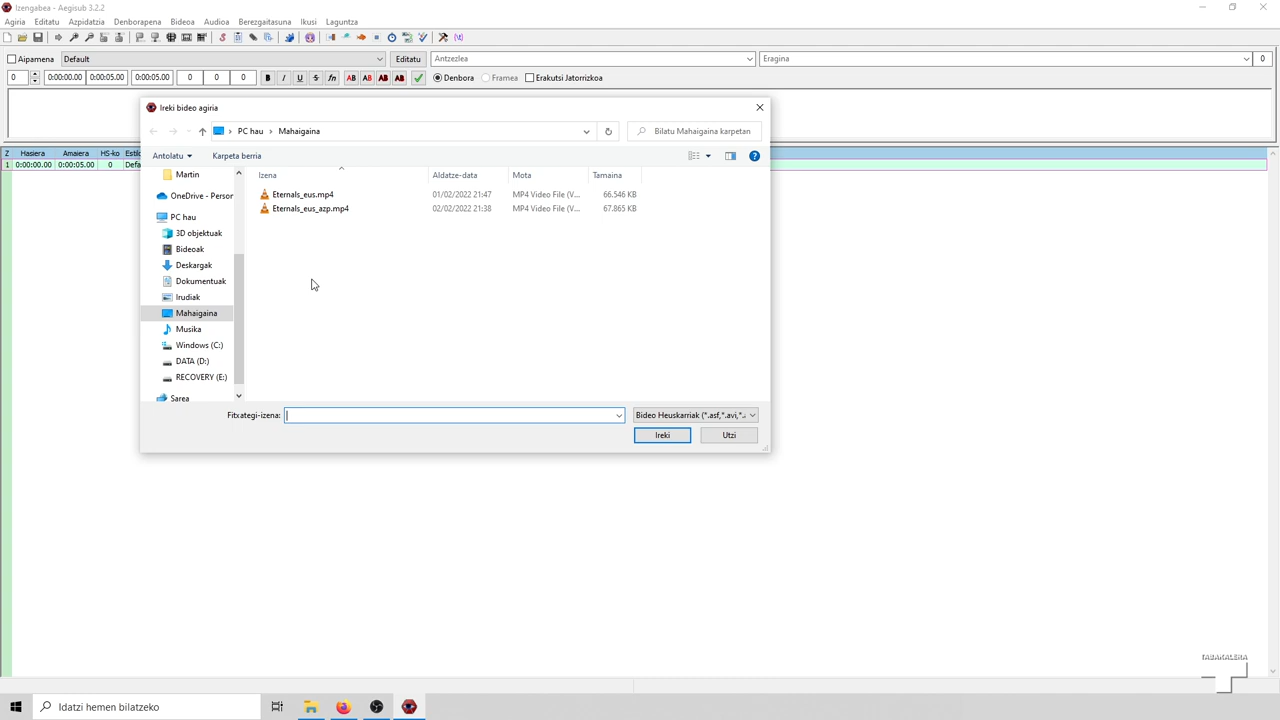 Izengabea - Aegisub 3.2.2
Agiria Editatu Azpidatzia Denborapena Bideoa Audioa Berezgaitasuna Ikusi Laguntza
Aipamena Default Editatu Antzezlea Eragina 0
0 0:00:00.00 0:00:05.00 0:00:05.00 0 0 0 B I U S fn AB AB AB AB Denbora Framea Erakutsi Jatorrizkoa
Z Hasiera Amaiera HS-ko Estilo
1 0:00:00.00 0:00:05.00 0 Defa
Ireki bideo agiria
PC hau Mahaigaina Bilatu Mahaigaina karpetan
Antolatu Karpeta berria
Izena Aldatze-data Mota Tamaina
Eternals_eus.mp4 01/02/2022 21:47 MP4 Video File (V... 66.546 KB
Eternals_eus_azp.mp4 02/02/2022 21:38 MP4 Video File (V... 67.865 KB
Martin
OneDrive - Person
PC hau
3D objektuak
Bideoak
Deskargak
Dokumentuak
Irudiak
Mahaigaina
Musika
Windows (C:)
DATA (D:)
RECOVERY (E:)
Sarea
Fitxategi-izena: Bideo Heuskarriak (*.asf,*.avi,*.
Ireki Utzi
TABAKALERA
Idatzi hemen bilatzeko